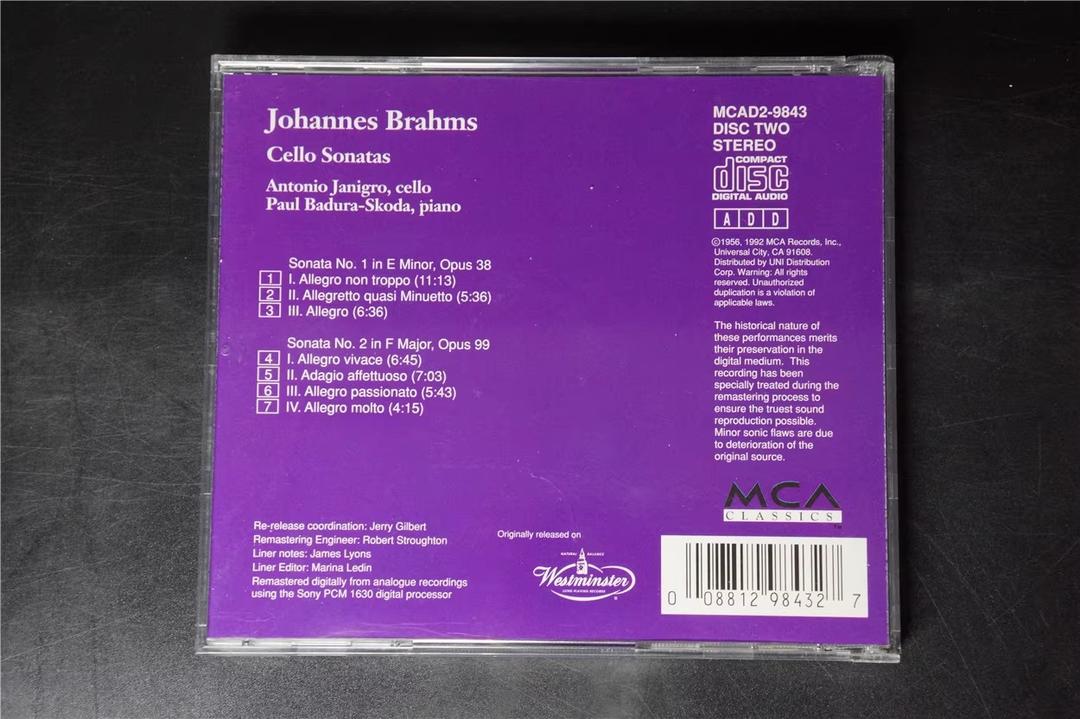 Johannes Brahms
Cello Sonatas
Antonio Janigro, cello
Paul Badura-Skoda, piano
Sonata No. 1 in E Minor, Opus 38
1 I. Allegro non troppo (11:13)
2 II. Allegretto quasi Minuetto (5:36)
3 III. Allegro (6:36)
Sonata No. 2 in F Major, Opus 99
4 I. Allegro vivace (6:45)
5 II. Adagio affettuoso (7:03)
6 III. Allegro passionato (5:43)
7 IV. Allegro molto (4:15)
Re-release coordination: Jerry Gilbert
Remastering Engineer: Robert Stroughton
Liner notes: James Lyons
Liner Editor: Marina Ledin
Remastered digitally from analogue recordings
using the Sony PCM 1630 digital processor
Originally released on
NATURAL BALANCE
Westminster
MCAD2-9843
DISC TWO
STEREO
COMPACT
disc
DIGITAL AUDIO
A D D
©1956, 1992 MCA Records, Inc.,
Universal City, CA 91608.
Distributed by UNI Distribution
Corp. Warning: All rights
reserved. Unauthorized
duplication is a violation of
applicable laws.
The historical nature of
these performances merits
their preservation in the
digital medium. This
recording has been
specially treated during the
remastering process to
ensure the truest sound
reproduction possible.
Minor sonic flaws are due
to deterioration of the
original source.
MCA
CLASSICS
™
0 08812 98432 7